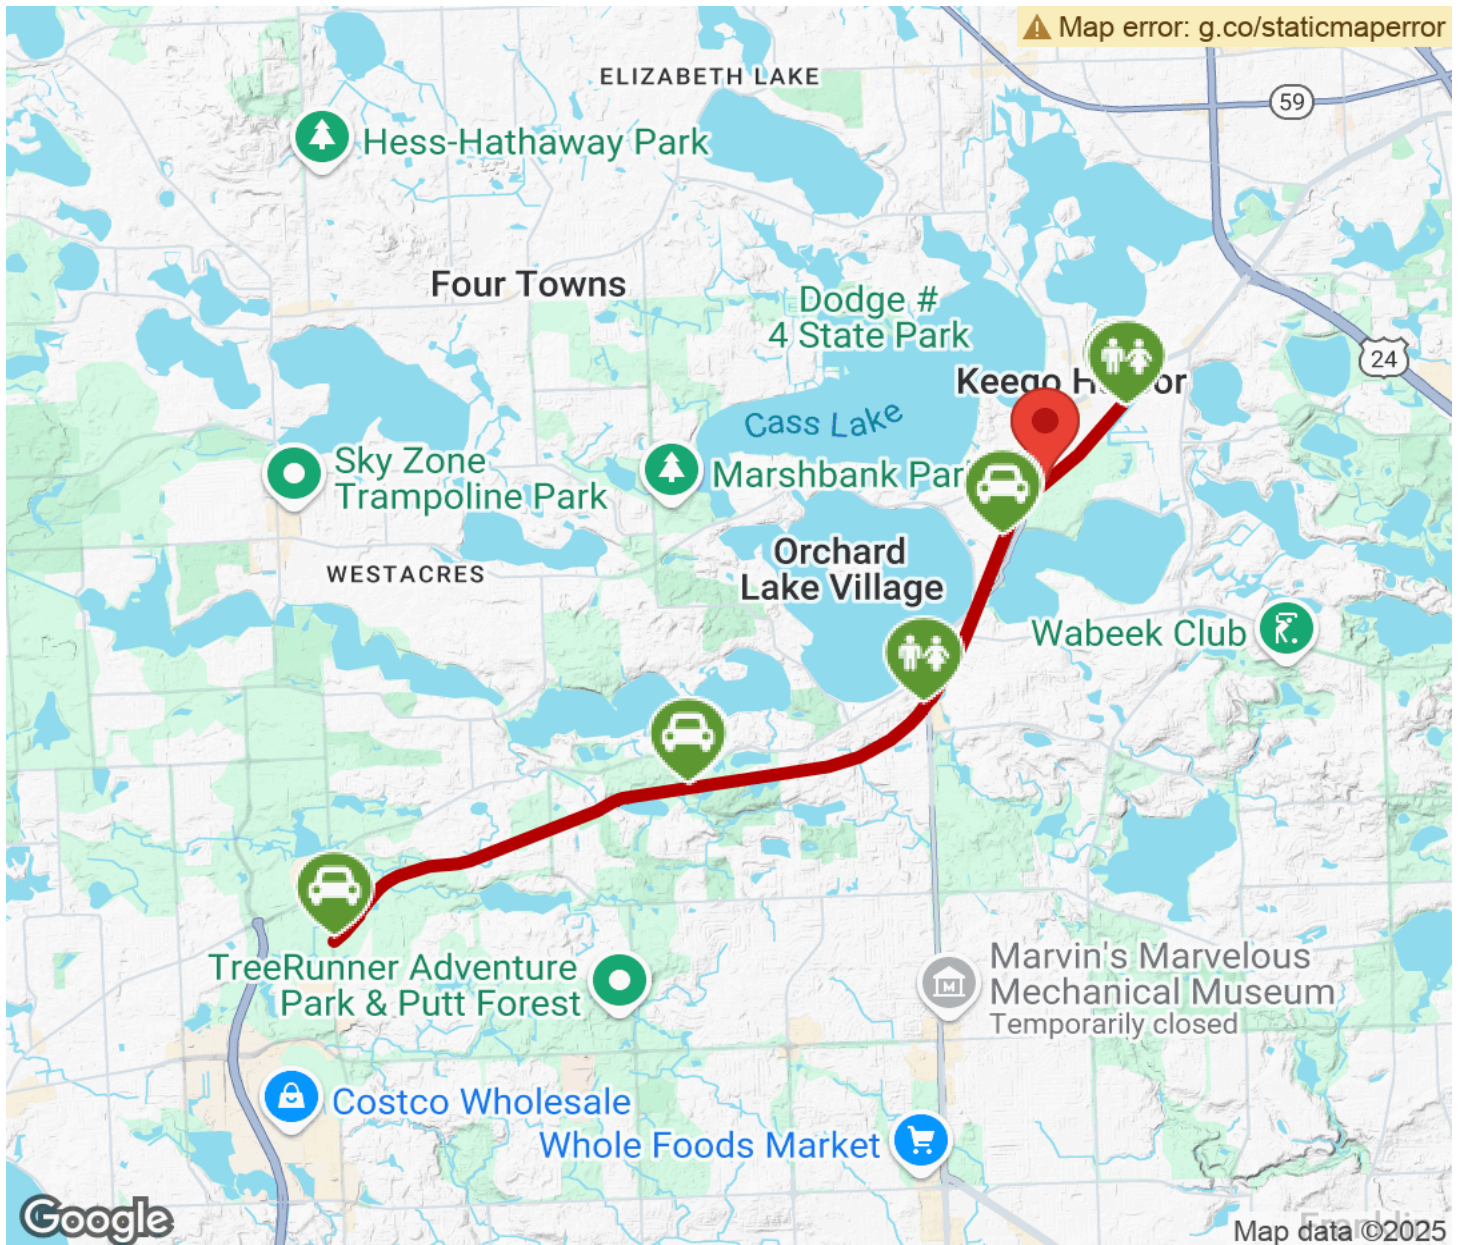 Map error: g.co/staticmaperror
ELIZABETH LAKE
59
Hess-Hathaway Park
Four Towns
Dodge #
4 State Park
24
Keego H
or
Cass Lake
Sky Zone
Trampoline Park
Marshbank Par
Orchard
Lake Village
WESTACRES
Wabeek Club
TreeRunner Adventure
Park & Putt Forest
Marvin's Marvelous
Mechanical Museum
Temporarily closed
Costco Wholesale
Whole Foods Market
Google
Map data ©2025